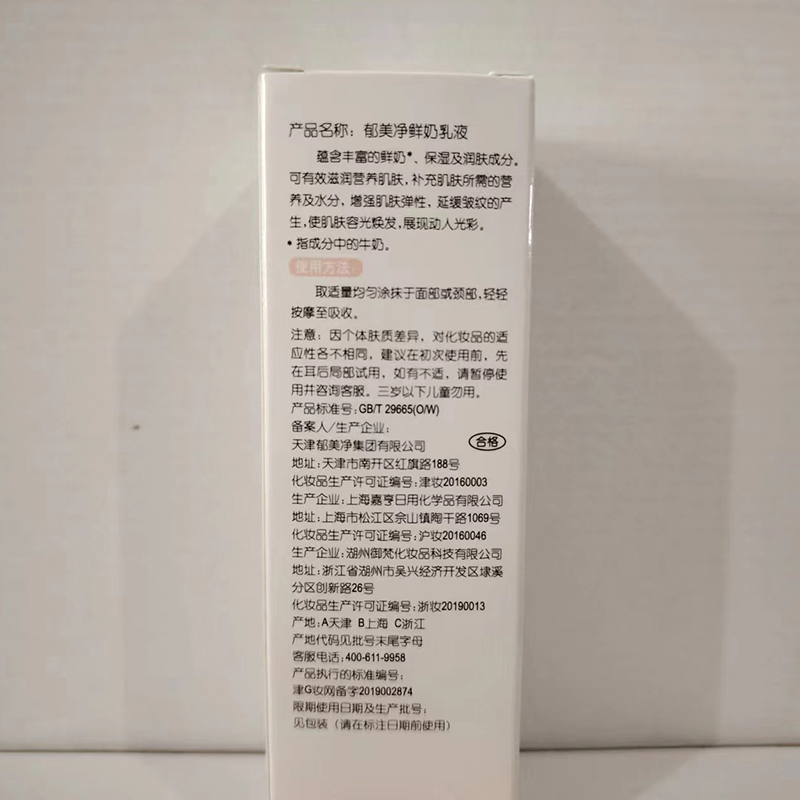 产品名称：郁美净鲜奶乳液
蕴含丰富的鲜奶*、保湿及润肤成分。
可有效滋润营养肌肤,补充肌肤所需的营
养及水分，增强肌肤弹性，延缓皱纹的产
生,使肌肤容光焕发,展现动人光彩。
*指成分中的牛奶。
使用方法：
取适量均匀涂抹于面部或颈部,轻轻
按摩至吸收。
注意：因个体肤质差异，对化妆品的适
应性各不相同，建议在初次使用前，先
在耳后局部试用，如有不适，请暂停使
用并咨询客服。三岁以下儿童勿用。
产品标准号:GB/T 29665(O/W)
备案人/生产企业:
天津郁美净集团有限公司
合格
地址:天津市南开区红旗路188号
化妆品生产许可证编号:津妆20160003
生产企业:上海嘉亨日用化学品有限公司
地址:上海市松江区佘山镇陶干路1069号
化妆品生产许可证编号:沪妆20160046
生产企业:湖州御梵化妆品科技有限公司
地址:浙江省湖州市吴兴经济开发区埭溪
分区创新路26号
化妆品生产许可证编号:浙妆20190013
产地:A天津 B上海 C浙江
产地代码见批号末尾字母
客服电话:400-611-9958
产品执行的标准编号:
津G妆网备字2019002874
限期使用日期及生产批号:
见包装（请在标注日期前使用）